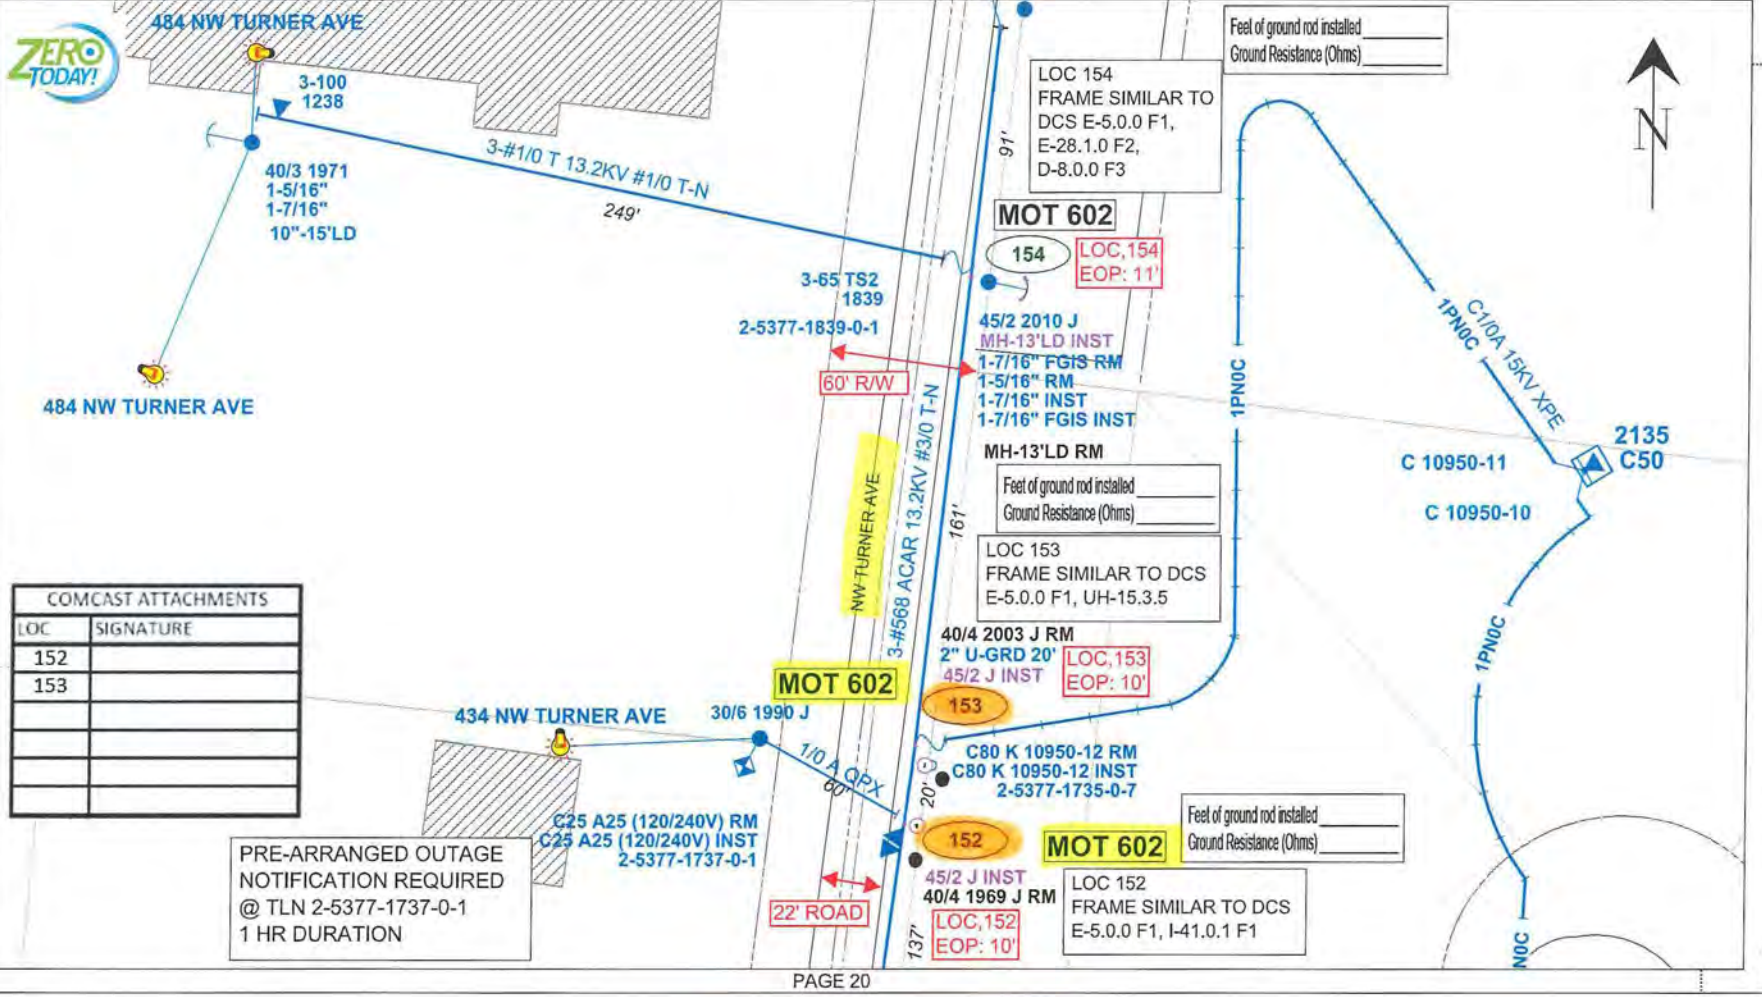 484 NW TURNER AVE
ZERO
TODAY!
3-100
1238
3-#1/0 T 13.2KV #1/0 T-N
249'
40/3 1971
1-5/16"
1-7/16"
10"-15'LD
484 NW TURNER AVE
Feet of ground rod installed
Ground Resistance (Ohms)
N
LOC 154
FRAME SIMILAR TO
DCS E-5.0.0 F1,
E-28.1.0 F2,
D-8.0.0 F3
91'
MOT 602
154
LOC,154
EOP: 11'
3-65 TS2
1839
2-5377-1839-0-1
45/2 2010 J
MH-13'LD INST
1-7/16" FGIS RM
1-5/16" RM
1-7/16" INST
1-7/16" FGIS INST
MH-13'LD RM
60' R/W
NW TURNER AVE
3-#568 ACAR 13.2KV #3/0 T-N
161'
Feet of ground rod installed
Ground Resistance (Ohms)
1PN0C
1PN0C
C1/0A 15KV XPE
2135
C50
C 10950-11
C 10950-10
1PN0C
N0C
LOC 153
FRAME SIMILAR TO DCS
E-5.0.0 F1, UH-15.3.5
40/4 2003 J RM
2" U-GRD 20'
45/2 J INST
LOC,153
EOP: 10'
MOT 602
153
COMCAST ATTACHMENTS
LOC SIGNATURE
152
153
434 NW TURNER AVE
30/6 1990 J
1/0 A QPX
60'
C80 K 10950-12 RM
C80 K 10950-12 INST
2-5377-1735-0-7
20'
C25 A25 (120/240V) RM
C25 A25 (120/240V) INST
2-5377-1737-0-1
152
MOT 602
Feet of ground rod installed
Ground Resistance (Ohms)
45/2 J INST
40/4 1969 J RM
LOC,152
EOP: 10'
LOC 152
FRAME SIMILAR TO DCS
E-5.0.0 F1, I-41.0.1 F1
137'
22' ROAD
PRE-ARRANGED OUTAGE
NOTIFICATION REQUIRED
@ TLN 2-5377-1737-0-1
1 HR DURATION
PAGE 20